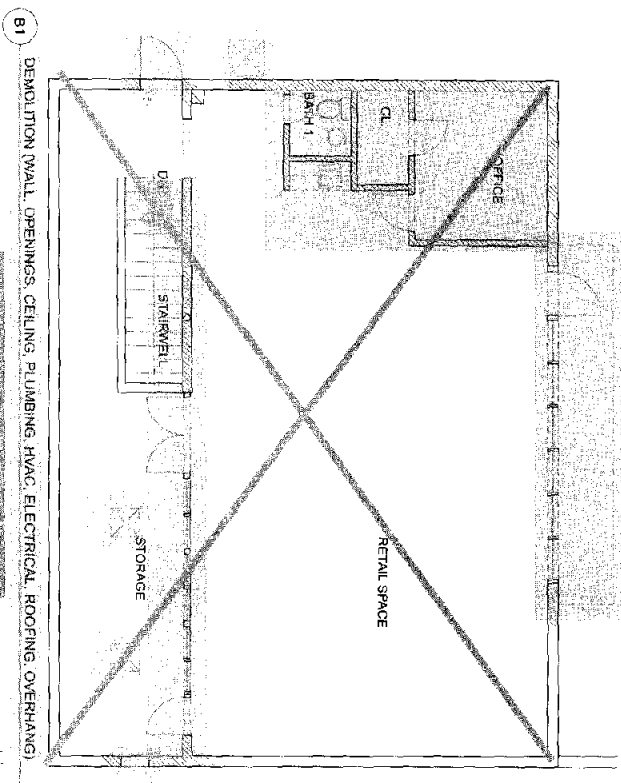 OFFICE
CL
BATH 1
RETAIL SPACE
STAIRWELL
STORAGE
B1
DEMOLITION (WALL, OPENINGS, CEILING, PLUMBING, HVAC, ELECTRICAL, ROOFING, OVERHANG)